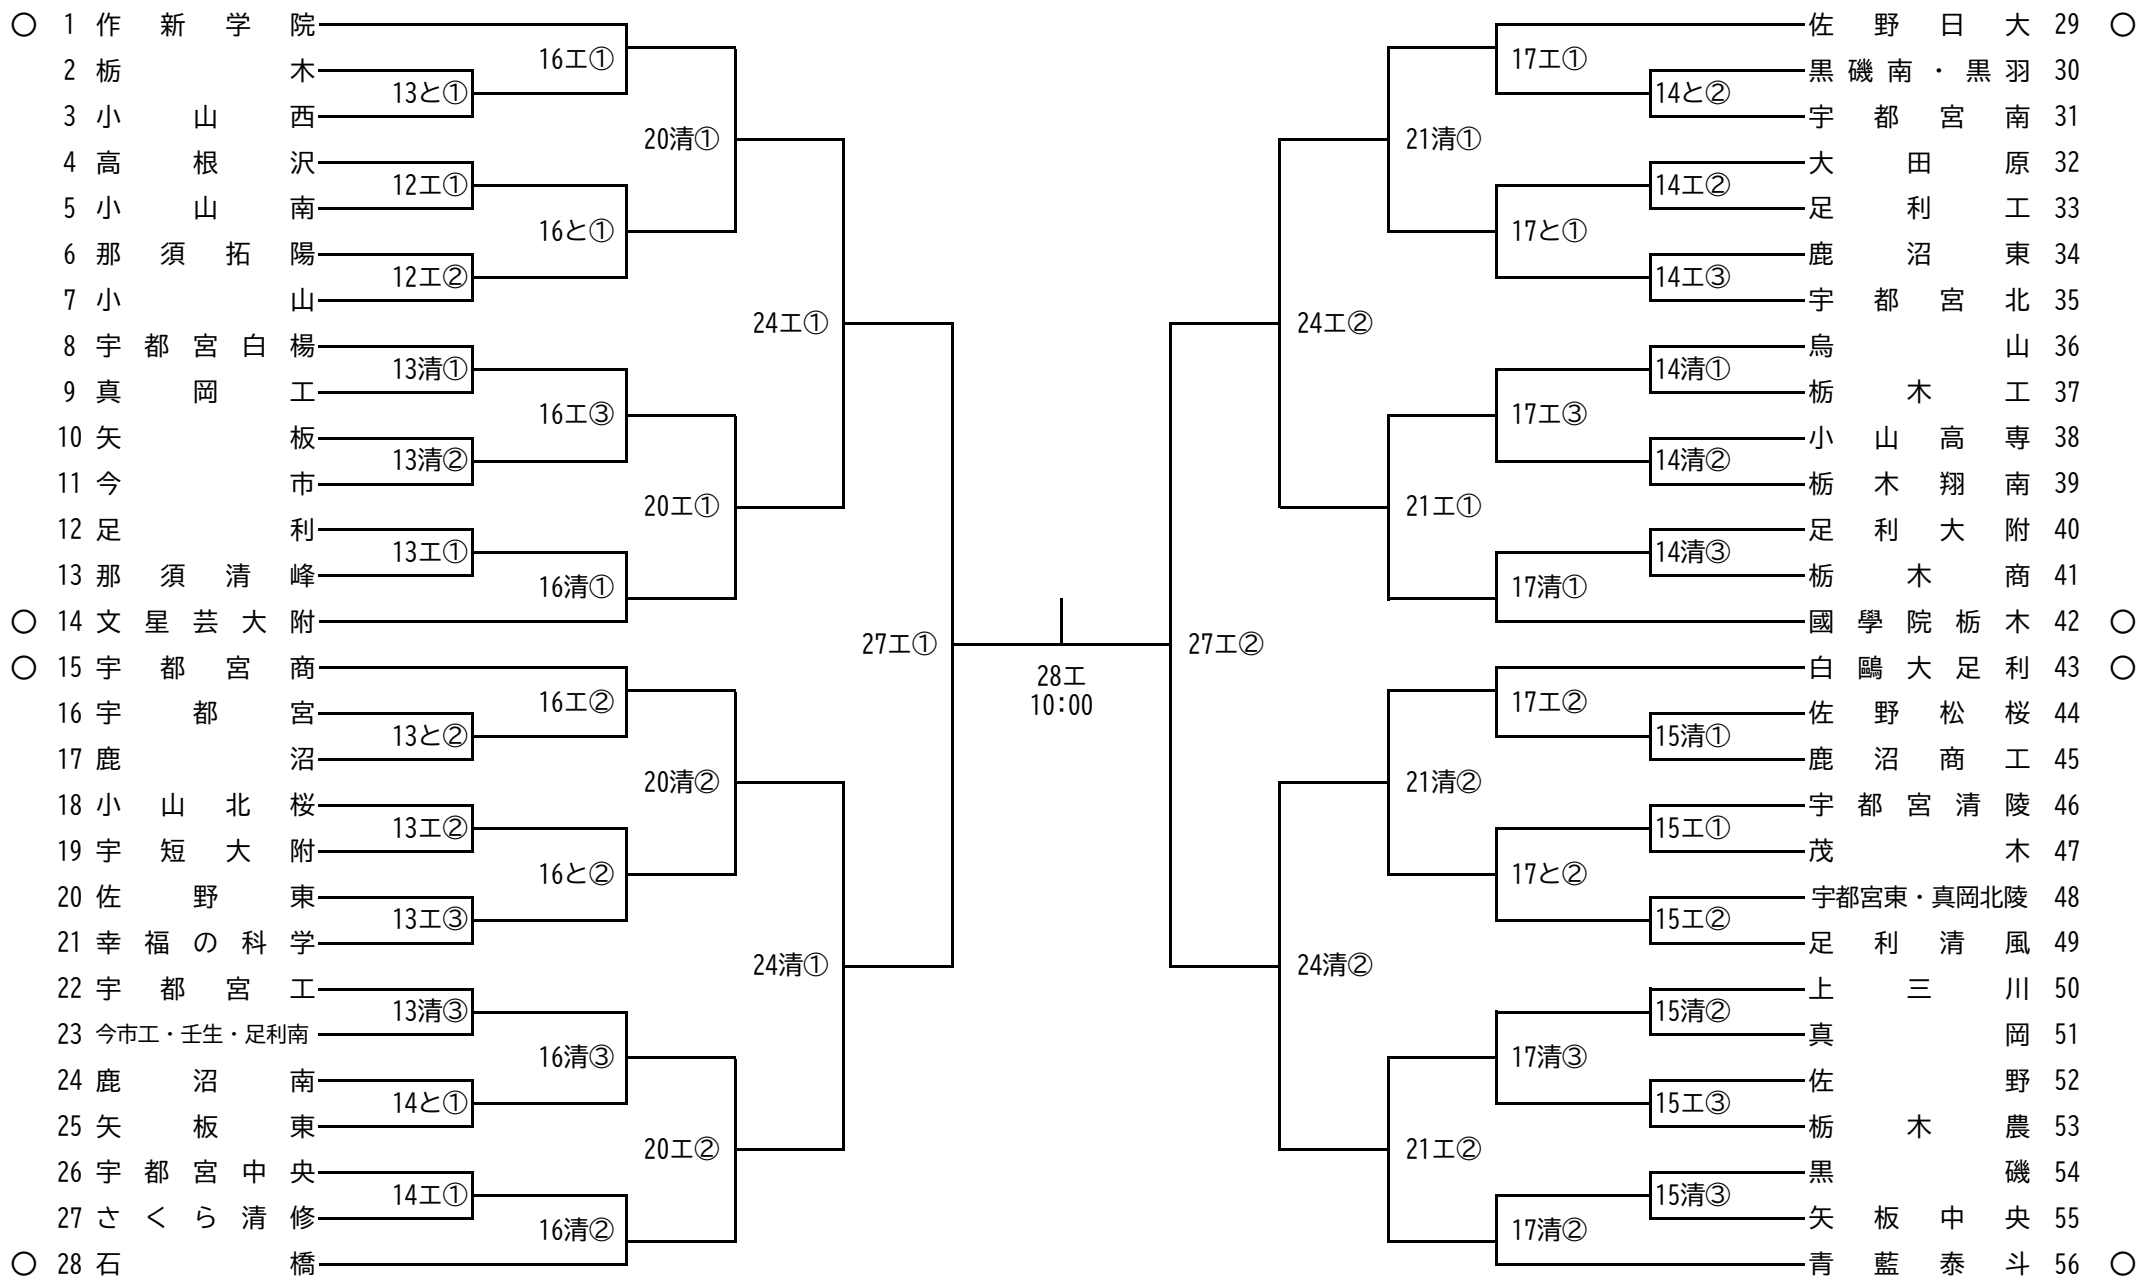 ○ 1 作新学院
2 栃木
3 小山西
4 高根沢
5 小山南
6 那須拓陽
7 小山
8 宇都宮白楊
9 真岡工
10 矢板
11 今市
12 足利
13 那須清峰
○ 14 文星芸大附
○ 15 宇都宮商
16 宇都宮
17 鹿沼
18 小山北桜
19 宇短大附
20 佐野東
21 幸福の科学
22 宇都宮工
23 今市工・壬生・足利南
24 鹿沼南
25 矢板東
26 宇都宮中央
27 さくら清修
○ 28 石橋
13と①
12エ①
12エ②
13清①
13清②
13エ①
13と②
13エ②
13エ③
13清③
14と①
14エ①
16エ①
16と①
16エ③
16清①
16エ②
16と②
16清③
16清②
20清①
20エ①
20清②
20エ②
24エ①
24清①
27エ①
28エ
10:00
27エ②
24エ②
24清②
21清①
21エ①
21清②
21エ②
17エ①
17と①
17エ③
17清①
17エ②
17と②
17清③
17清②
14と②
14エ②
14エ③
14清①
14清②
14清③
15清①
15エ①
15エ②
15清②
15エ③
15清③
佐野日大 29 ○
黒磯南・黒羽 30
宇都宮南 31
大田原 32
足利工 33
鹿沼東 34
宇都宮北 35
烏山 36
栃木工 37
小山高専 38
栃木翔南 39
足利大附 40
栃木商 41
國學院栃木 42 ○
白鷗大足利 43 ○
佐野松桜 44
鹿沼商工 45
宇都宮清陵 46
茂木 47
宇都宮東・真岡北陵 48
足利清風 49
上三川 50
真岡 51
佐野 52
栃木農 53
黒磯 54
矢板中央 55
青藍泰斗 56 ○